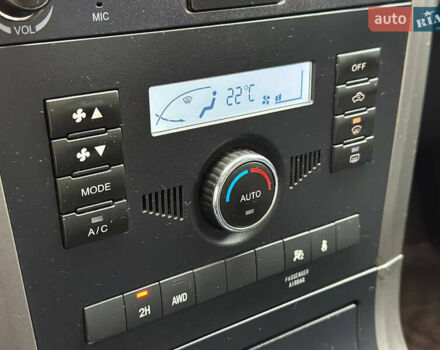 VOL
MIC
auto RIA
22°C
OFF
MODE
A/C
AUTO
2H
AWD
PASSENGER
AIRBAG